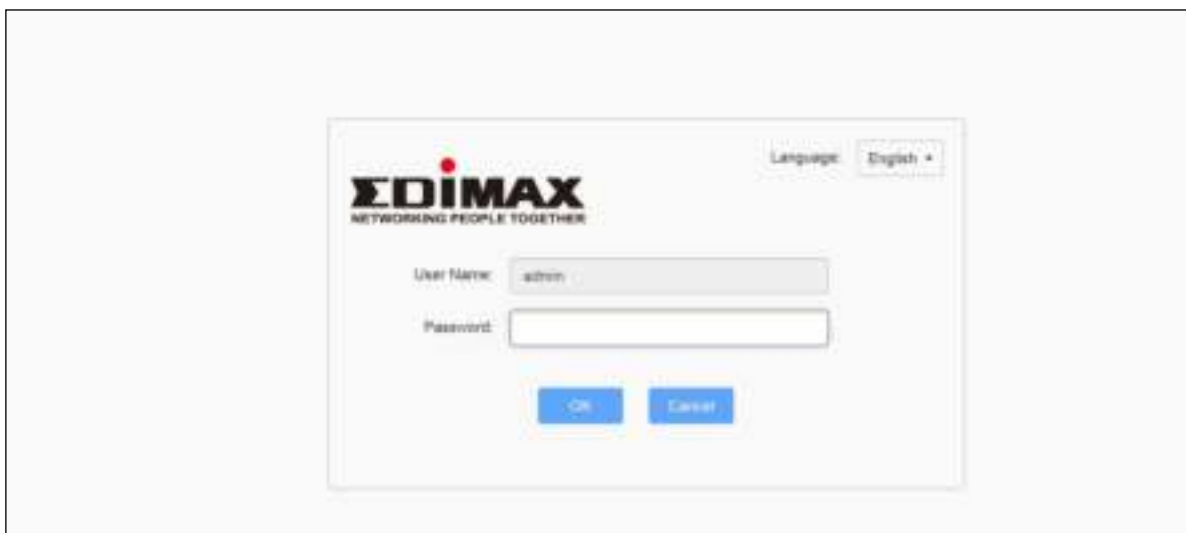 Language: English
EDIMAX
NETWORKING PEOPLE TOGETHER
User Name: admin
Password:
OK Cancel